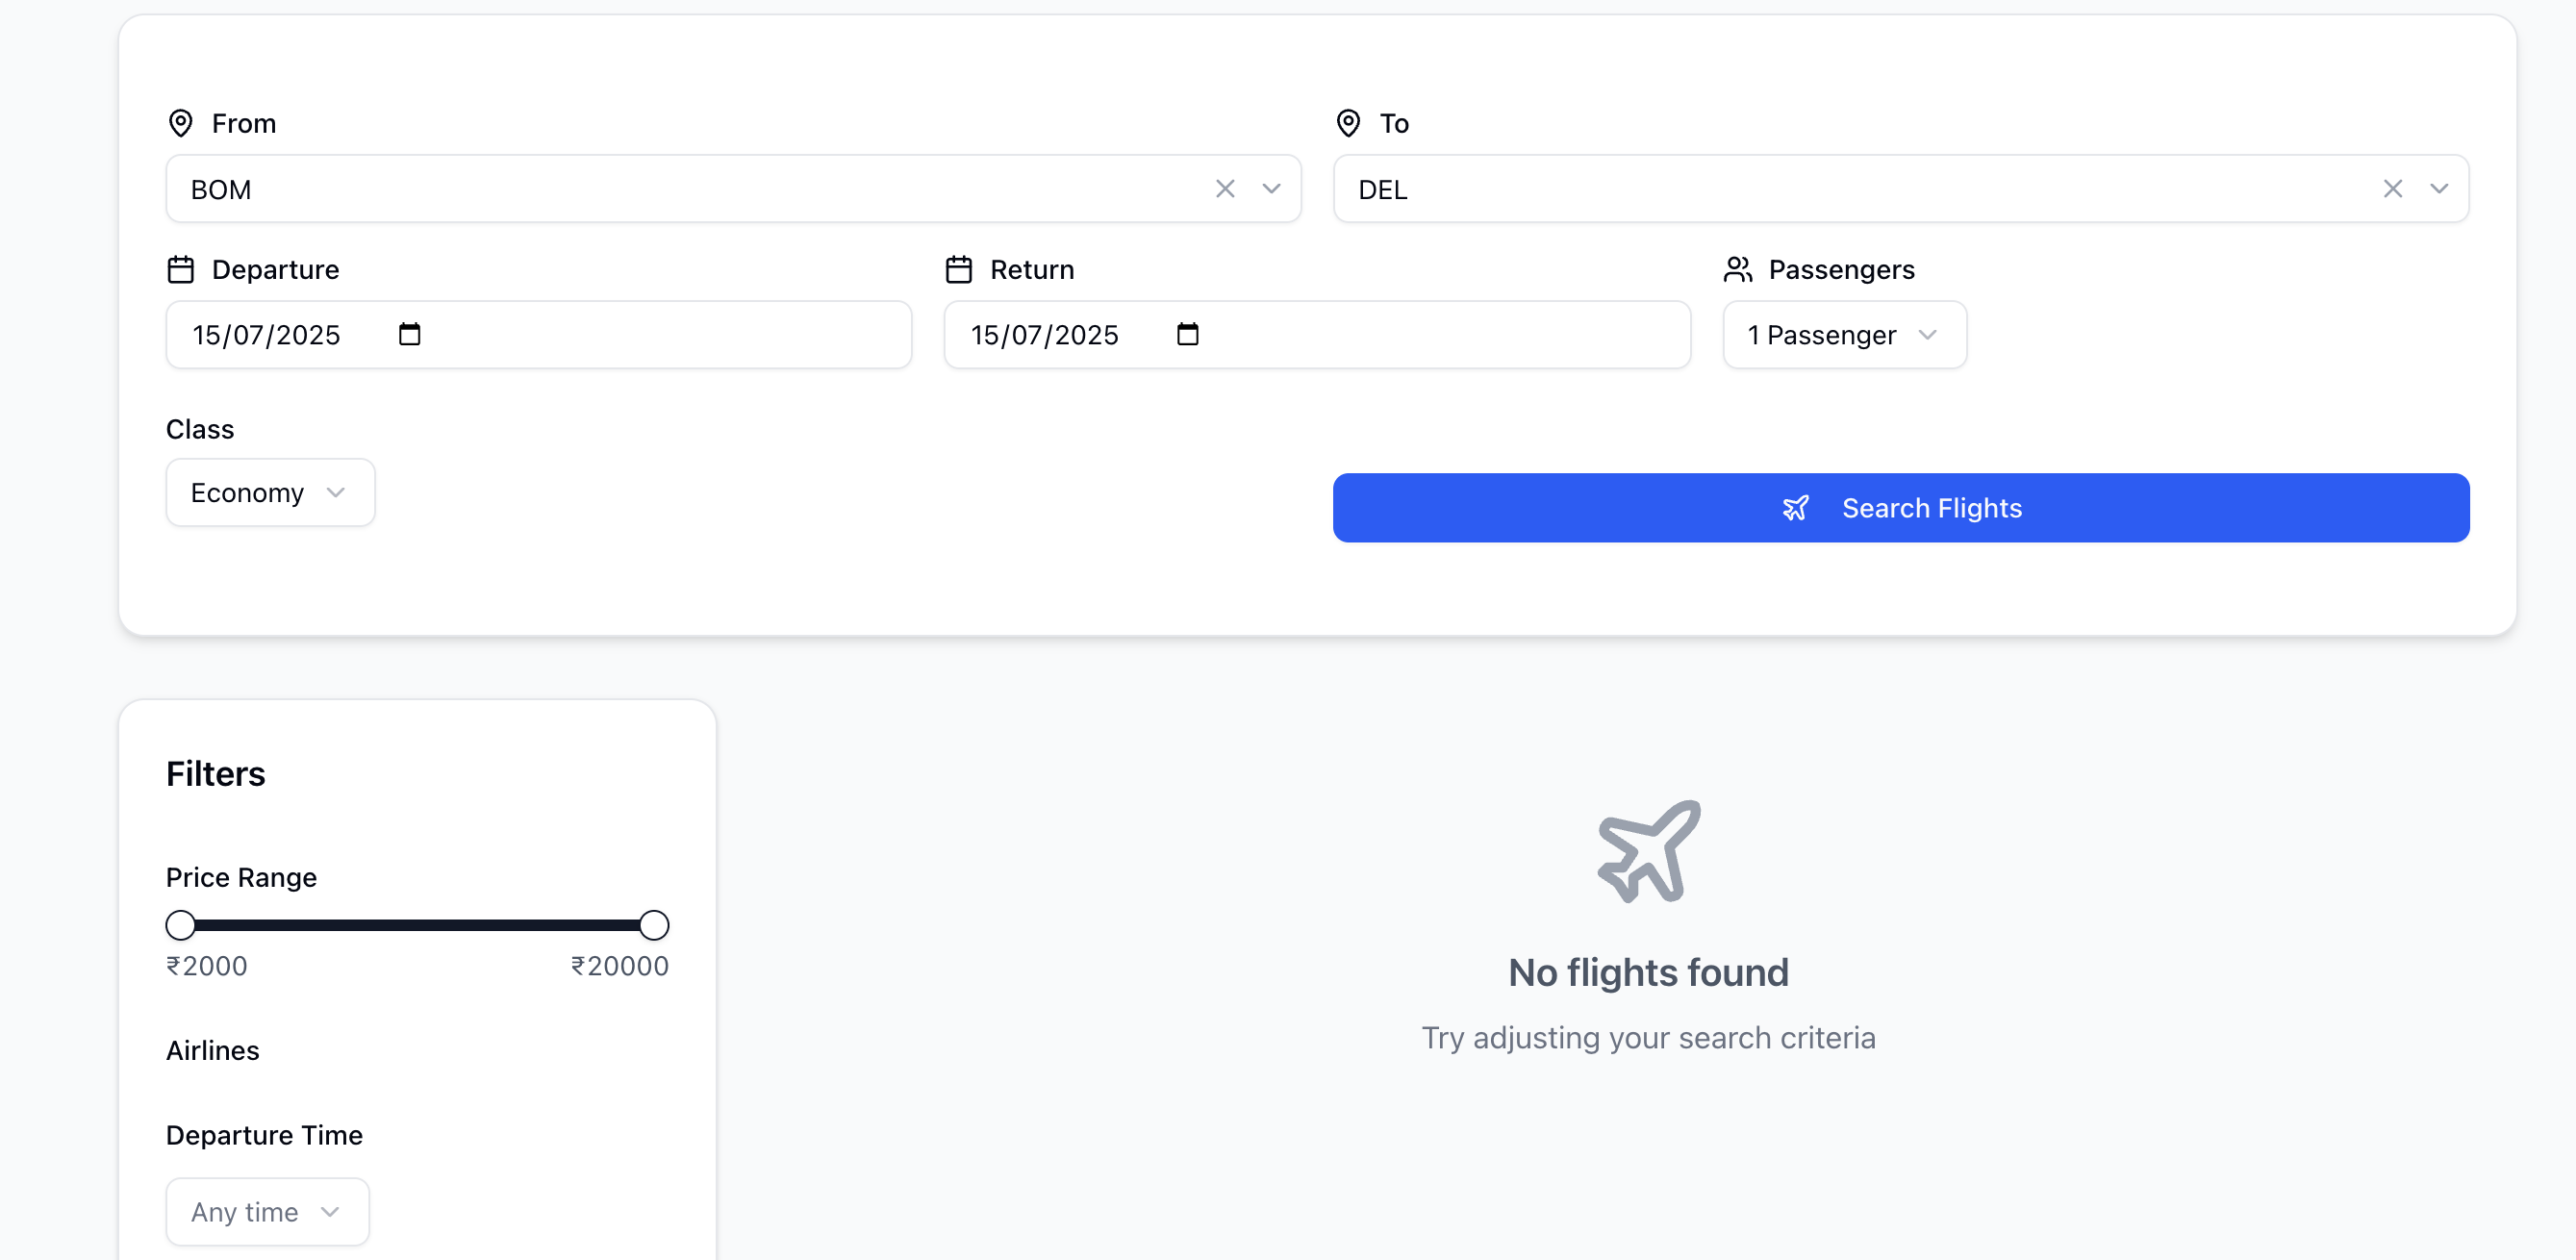 From
To
BOM
DEL
Departure
Return
Passengers
15/07/2025
15/07/2025
1 Passenger
Class
Economy
Search Flights
Filters
Price Range
₹2000
₹20000
Airlines
Departure Time
Any time
No flights found
Try adjusting your search criteria